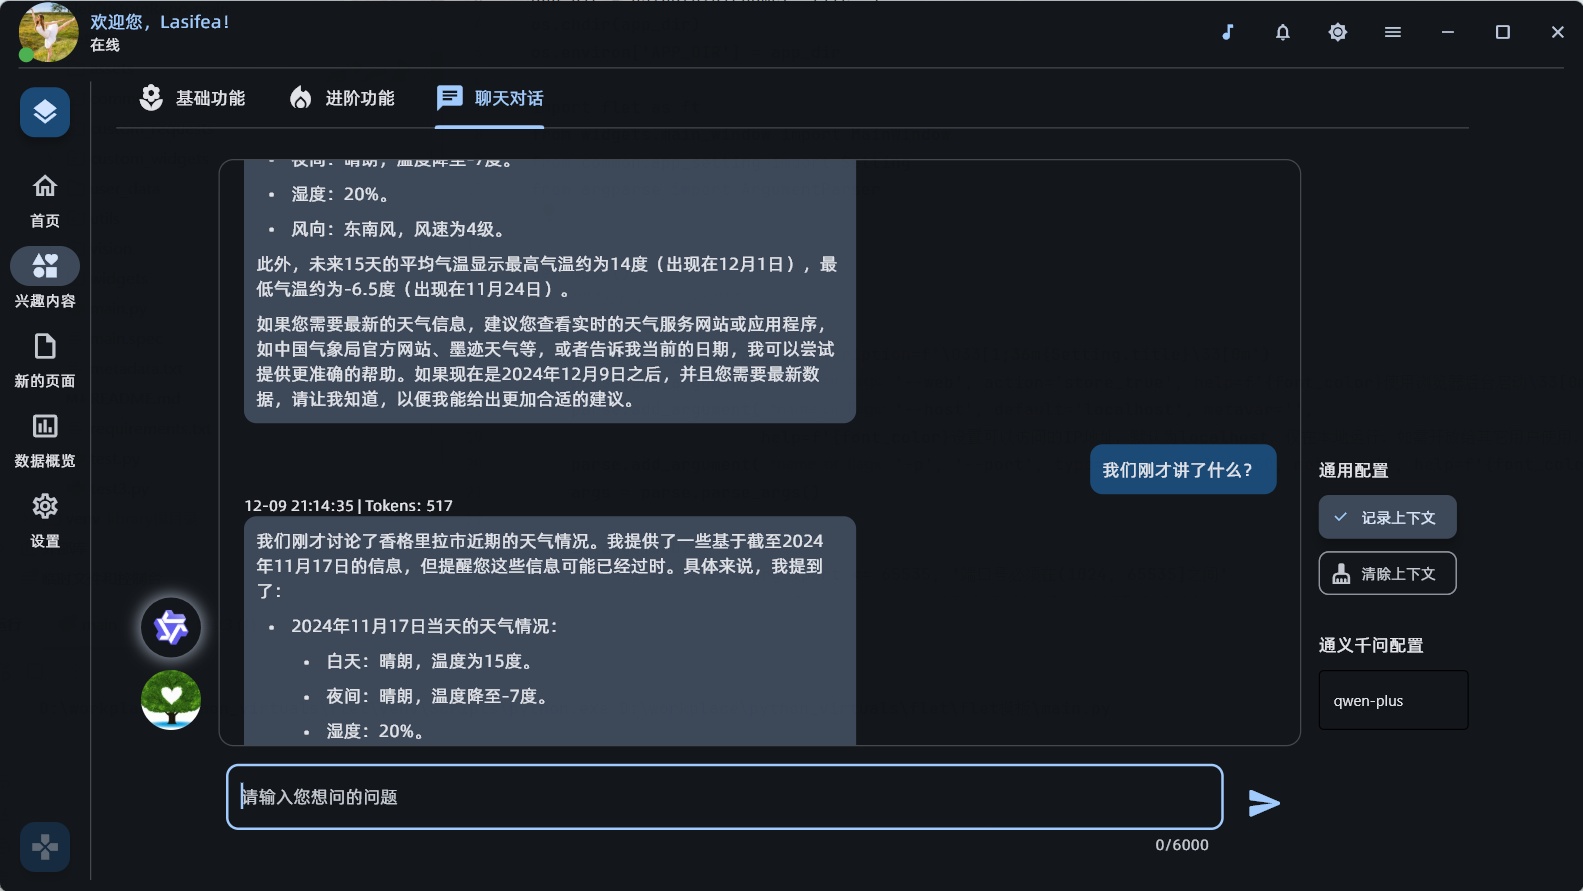 欢迎您，Lasifea!
在线
基础功能
进阶功能
聊天对话
首页
兴趣内容
新的页面
数据概览
设置
• 夜间：晴朗，温度降至-7度。
• 湿度：20%。
• 风向：东南风，风速为4级。
此外，未来15天的平均气温显示最高气温约为14度（出现在12月1日），最
低气温约为-6.5度（出现在11月24日）。
如果您需要最新的天气信息，建议您查看实时的天气服务网站或应用程序，
如中国气象局官方网站、墨迹天气等，或者告诉我当前的日期，我可以尝试
提供更准确的帮助。如果现在是2024年12月9日之后，并且您需要最新数
据，请让我知道，以便我能给出更加合适的建议。
我们刚才讲了什么？
12-09 21:14:35 | Tokens: 517
我们刚才讨论了香格里拉市近期的天气情况。我提供了一些基于截至2024
年11月17日的信息，但提醒您这些信息可能已经过时。具体来说，我提到
了：
• 2024年11月17日当天的天气情况：
• 白天：晴朗，温度为15度。
• 夜间：晴朗，温度降至-7度。
• 湿度：20%。
请输入您想问的问题
0/6000
通用配置
记录上下文
清除上下文
通义千问配置
qwen-plus